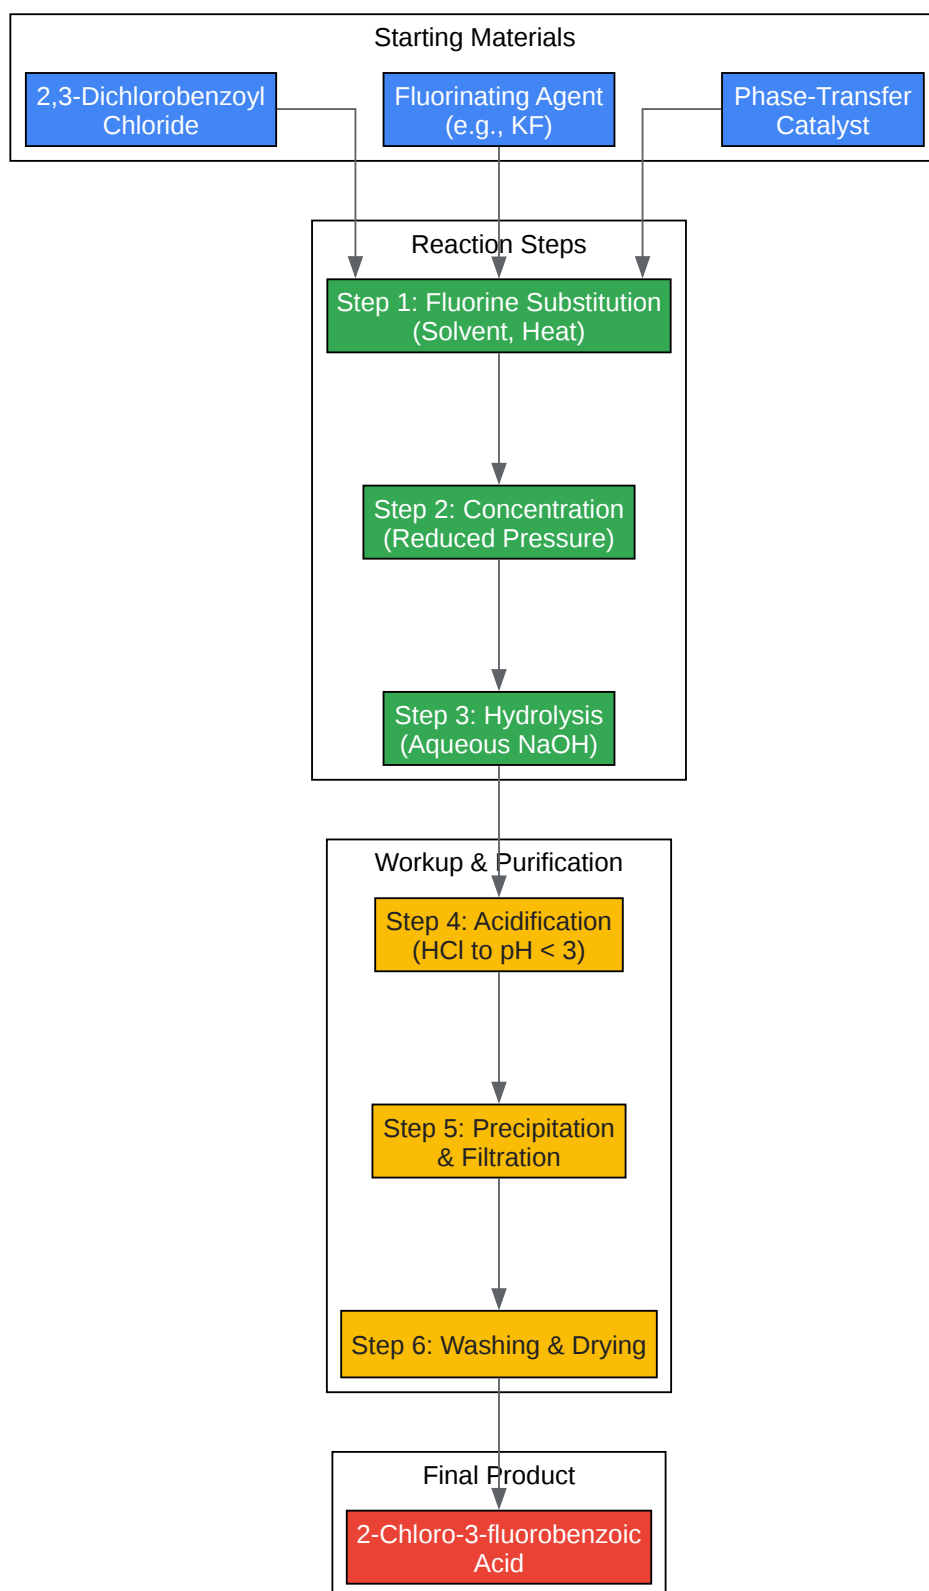 Starting Materials
2,3-Dichlorobenzoyl
Chloride
Fluorinating Agent
(e.g., KF)
Phase-Transfer
Catalyst
Reaction Steps
Step 1: Fluorine Substitution
(Solvent, Heat)
Step 2: Concentration
(Reduced Pressure)
Step 3: Hydrolysis
(Aqueous NaOH)
Workup & Purification
Step 4: Acidification
(HCl to pH < 3)
Step 5: Precipitation
& Filtration
Step 6: Washing & Drying
Final Product
2-Chloro-3-fluorobenzoic
Acid